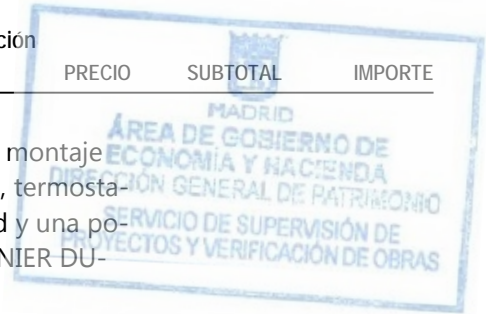 ción
PRECIO SUBTOTAL IMPORTE
MADRID
ÁREA DE GOBIERNO DE
montaje
ECONOMÍA Y HACIENDA
, termosta-
DIRECCIÓN GENERAL DE PATRIMONIO
d y una po-
SERVICIO DE SUPERVISIÓN DE
NIER DU-
PROYECTOS Y VERIFICACIÓN DE OBRAS